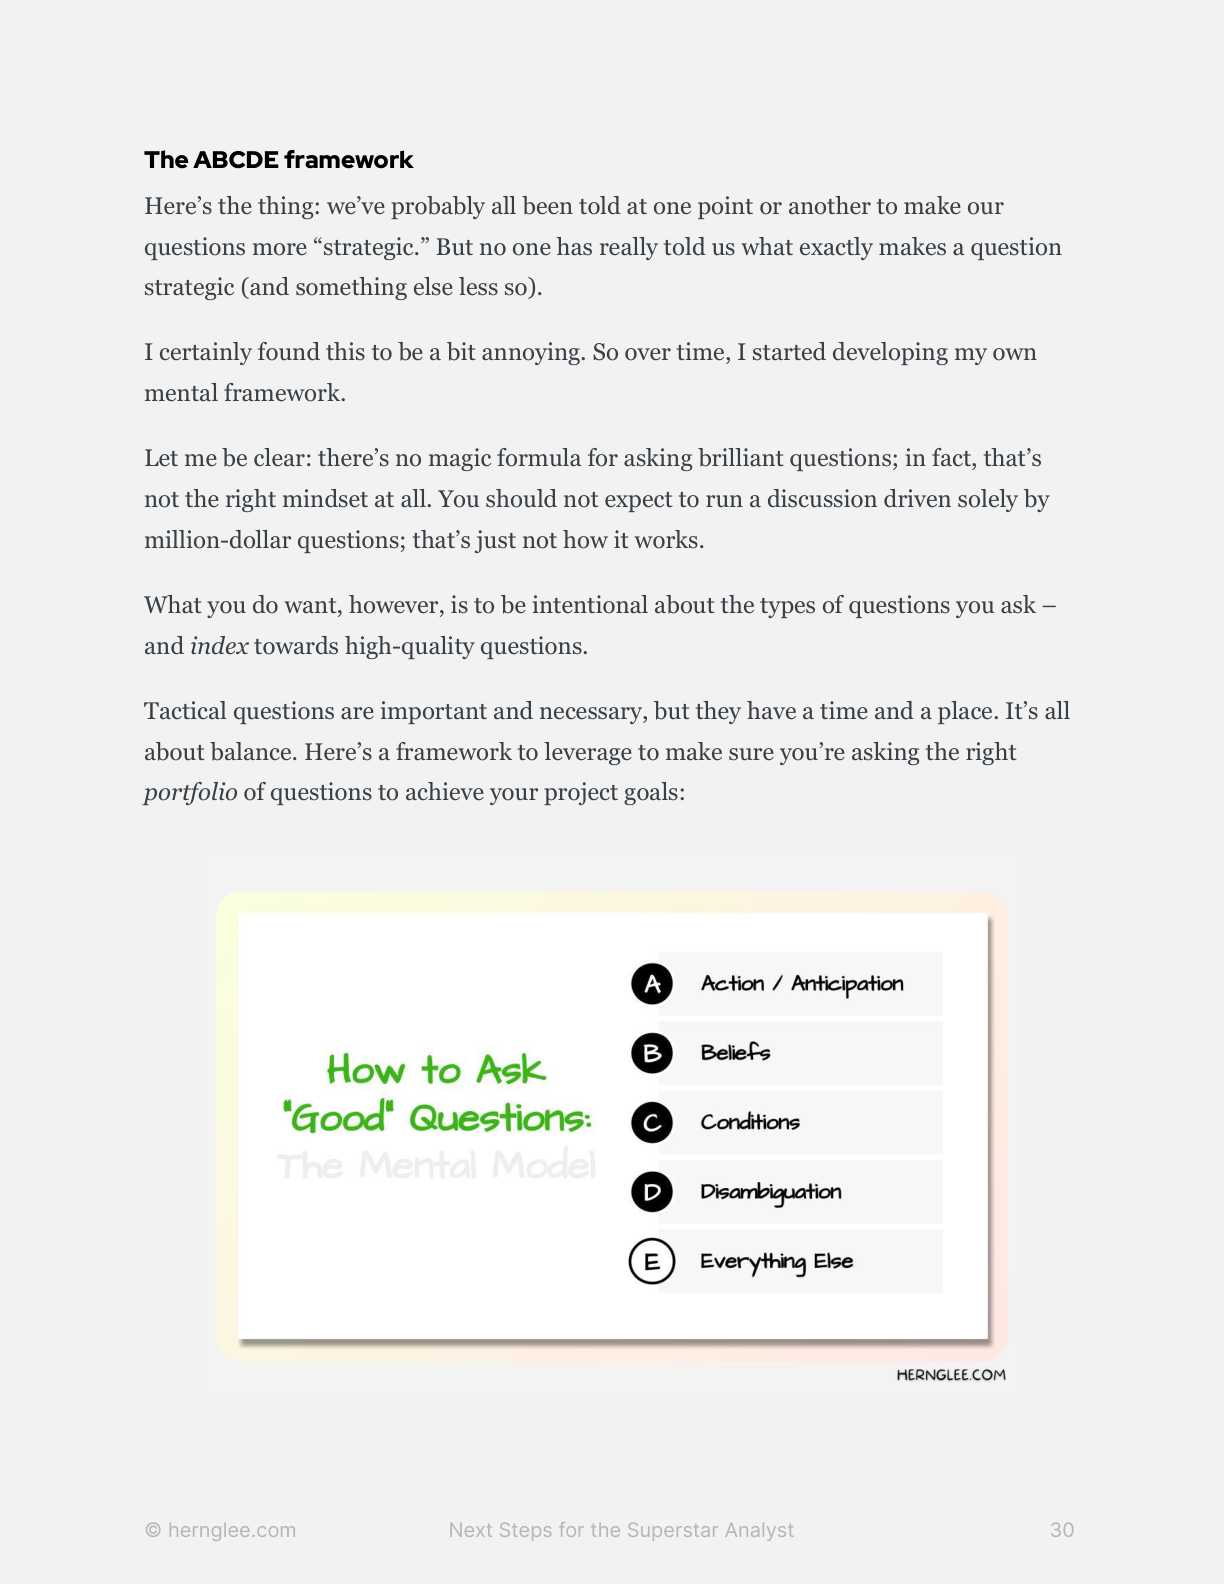 The ABCDE framework
Here’s the thing: we’ve probably all been told at one point or another to make our
questions more “strategic.” But no one has really told us what exactly makes a question
strategic (and something else less so).
I certainly found this to be a bit annoying. So over time, I started developing my own
mental framework.
Let me be clear: there’s no magic formula for asking brilliant questions; in fact, that’s
not the right mindset at all. You should not expect to run a discussion driven solely by
million-dollar questions; that’s just not how it works.
What you do want, however, is to be intentional about the types of questions you ask –
and index towards high-quality questions.
Tactical questions are important and necessary, but they have a time and a place. It’s all
about balance. Here’s a framework to leverage to make sure you’re asking the right
portfolio of questions to achieve your project goals:
How to Ask
"Good" Questions:
The Mental Model
A Action / Anticipation
B Beliefs
C Conditions
D Disambiguation
E Everything Else
HERNGLEE.COM
© hernglee.com Next Steps for the Superstar Analyst 30